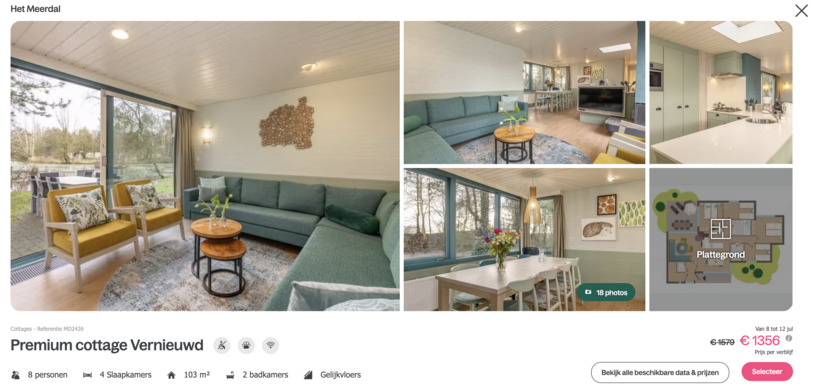 Het Meerdal
18 photos
Plattegrond
Cottages - Referentie MD2426
Van 8 tot 12 jul
Premium cottage Vernieuwd
€ 1579 € 1356
Prijs per verblijf
8 personen 4 Slaapkamers 103 m² 2 badkamers Gelijkvloers
Bekijk alle beschikbare data & prijzen
Selecteer